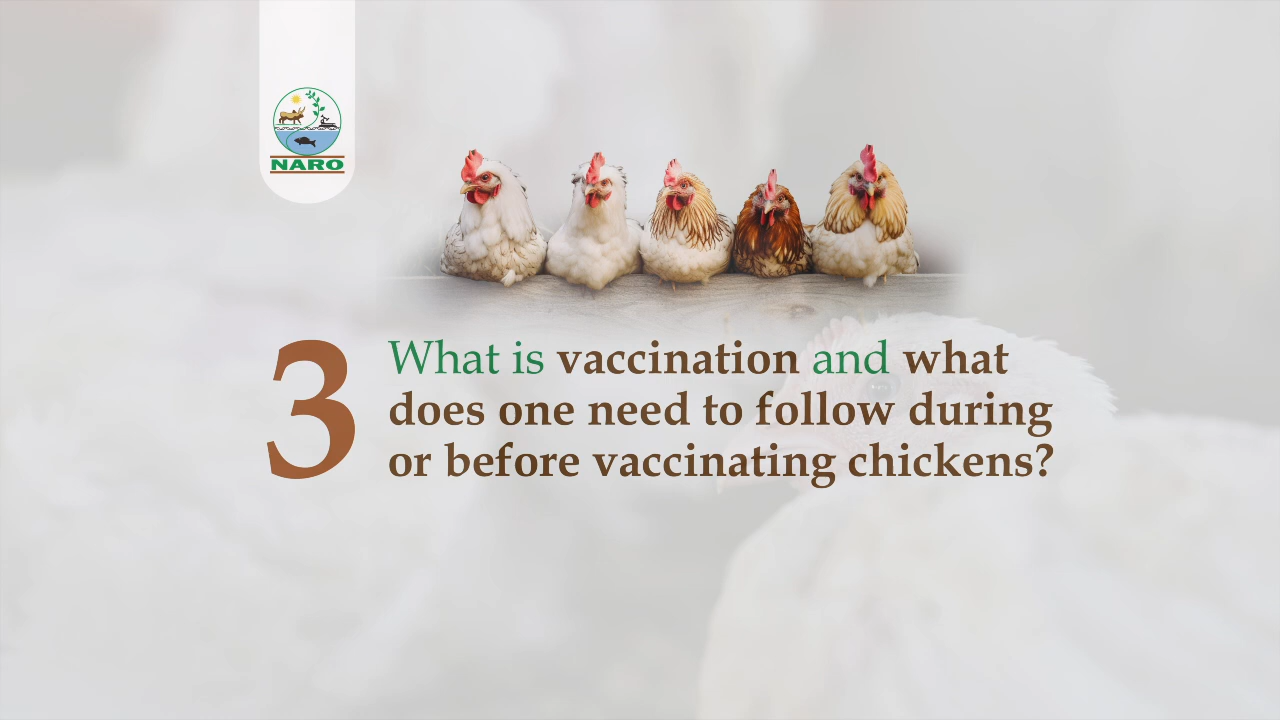 NARO
3
What is vaccination and what
does one need to follow during
or before vaccinating chickens?